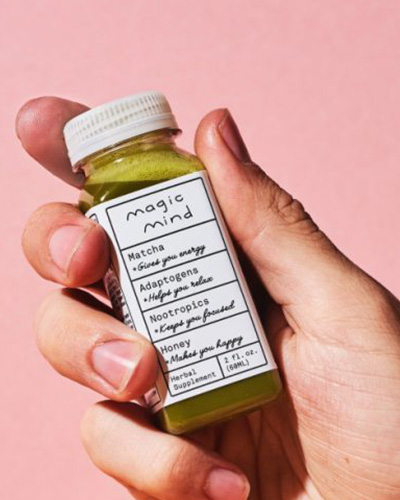 magic
mind
Matcha
*Gives you energy
Adaptogens
*Helps you relax
Nootropics
*Keeps you focused
Honey
*Makes you happy
Herbal
Supplement
2 fl.oz.
(60ML)